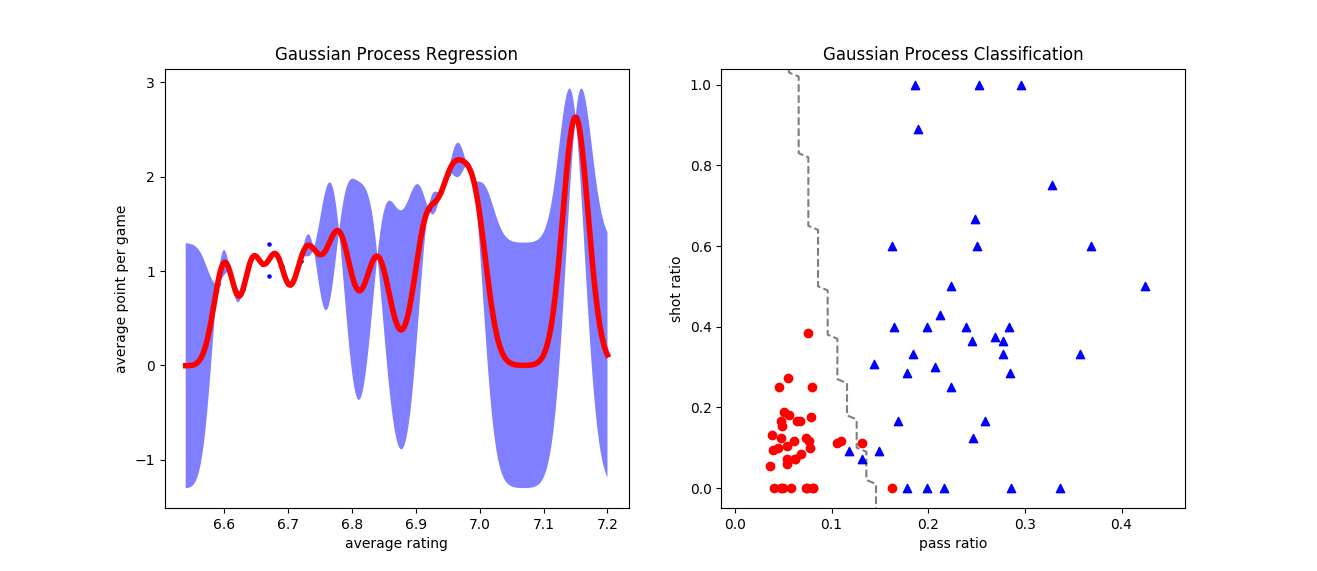 Gaussian Process Regression
3
2
1
0
−1
average point per game
6.6 6.7 6.8 6.9 7.0 7.1 7.2
average rating
Gaussian Process Classification
1.0
0.8
0.6
0.4
0.2
0.0
shot ratio
0.0 0.1 0.2 0.3 0.4
pass ratio